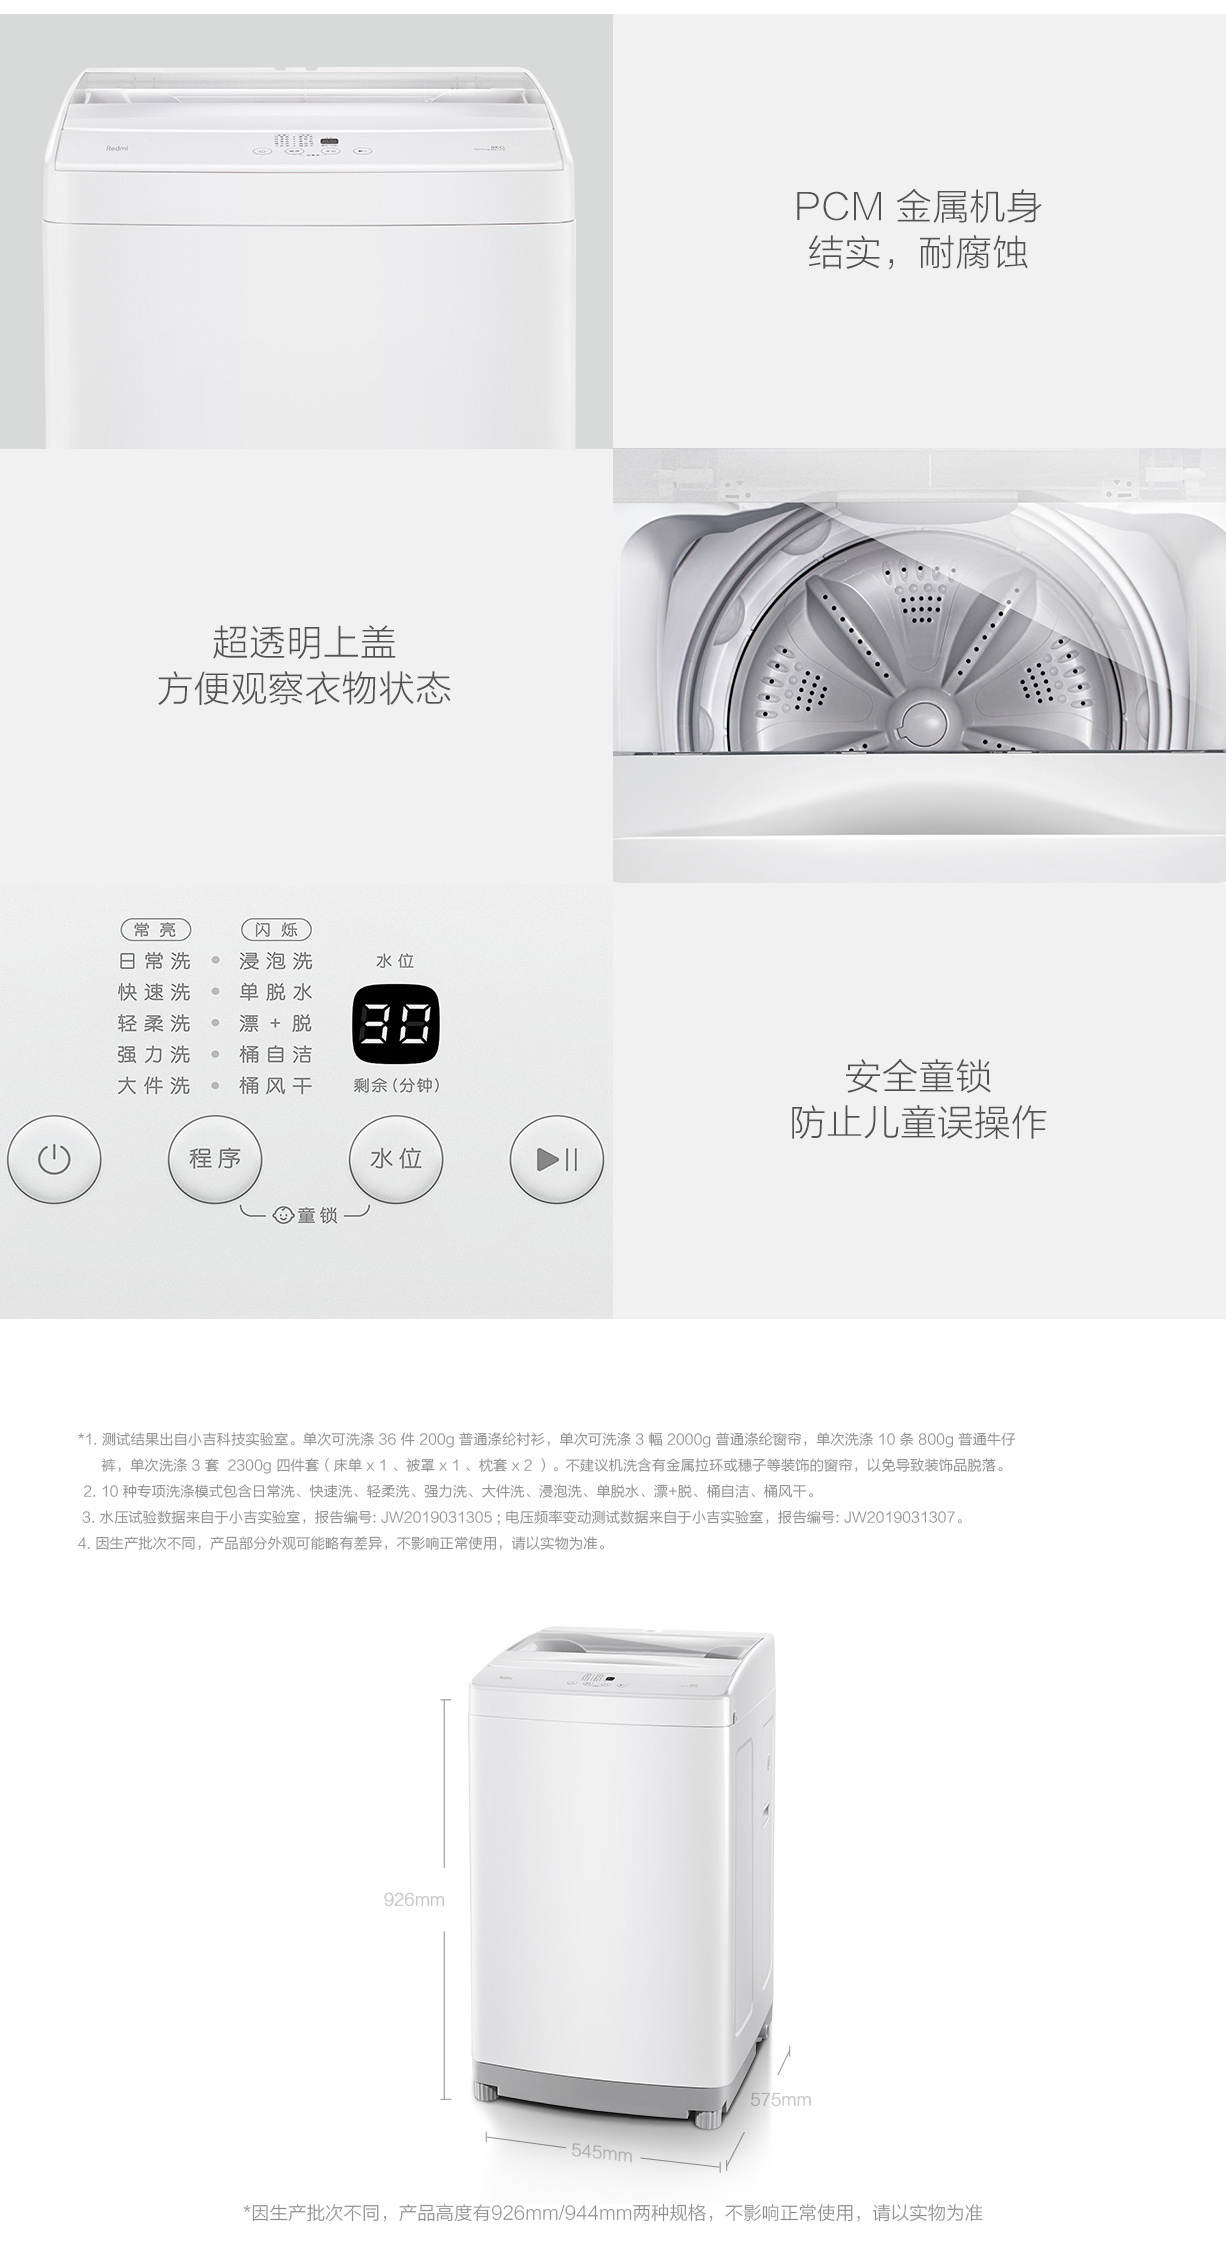 Redmi
8KG
PCM 金属机身
结实，耐腐蚀
超透明上盖
方便观察衣物状态
常亮 闪烁
日常洗 浸泡洗 水位
快速洗 单脱水
30
轻柔洗 漂 + 脱
强力洗 桶自洁
大件洗 桶风干 剩余(分钟)
程序 水位
童锁
安全童锁
防止儿童误操作
*1. 测试结果出自小吉科技实验室。单次可洗涤 36 件 200g 普通涤纶衬衫，单次可洗涤 3 幅 2000g 普通涤纶窗帘，单次洗涤 10 条 800g 普通牛仔
裤，单次洗涤 3 套 2300g 四件套（ 床单 x 1 、被罩 x 1 、枕套 x 2 ）。不建议机洗含有金属拉环或穗子等装饰的窗帘，以免导致装饰品脱落。
2. 10 种专项洗涤模式包含日常洗、快速洗、轻柔洗、强力洗、大件洗、浸泡洗、单脱水、漂+脱、桶自洁、桶风干。
3. 水压试验数据来自于小吉实验室，报告编号: JW2019031305 ; 电压频率变动测试数据来自于小吉实验室，报告编号: JW2019031307。
4. 因生产批次不同，产品部分外观可能略有差异，不影响正常使用，请以实物为准。
Redmi
926mm
575mm
545mm
*因生产批次不同，产品高度有926mm/944mm两种规格，不影响正常使用，请以实物为准